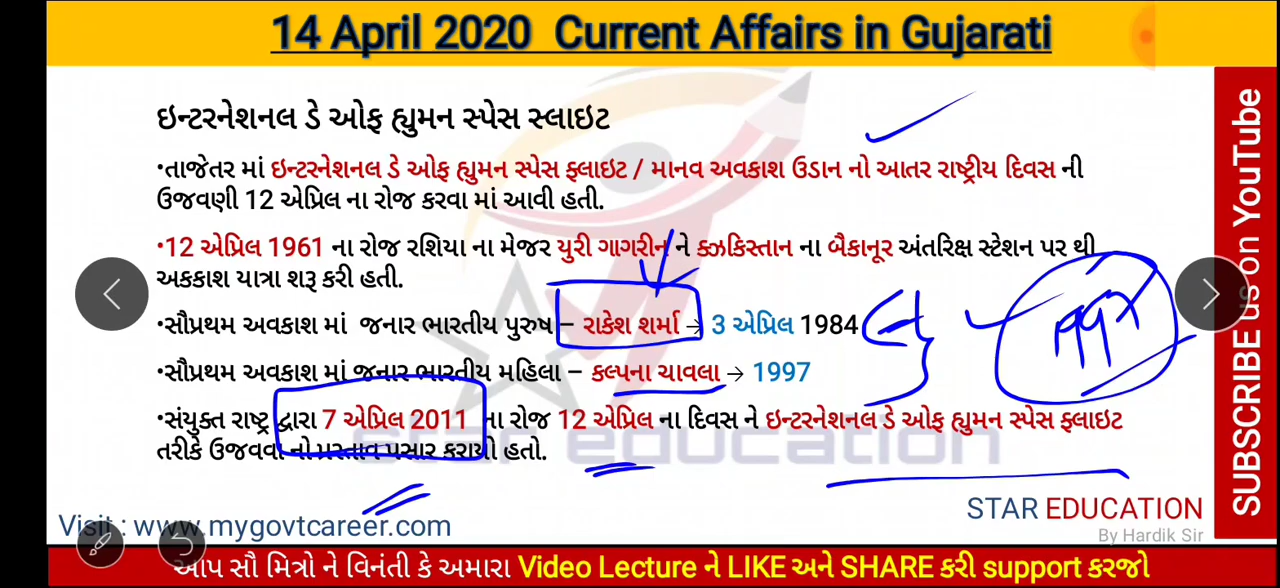 14 April 2020 Current Affairs in Gujarati
ઇન્ટરનેશનલ ડે ઓફ હ્યુમન સ્પેસ સ્લાઇટ
•તાજેતર માં ઇન્ટરનેશનલ ડે ઓફ હ્યુમન સ્પેસ ફ્લાઇટ / માનવ અવકાશ ઉડાન નો આતર રાષ્ટ્રીય દિવસ ની
ઉજવણી 12 એપ્રિલ ના રોજ કરવા માં આવી હતી.
•12 એપ્રિલ 1961 ના રોજ રશિયા ના મેજર યુરી ગાગરીન ને ક્ઝકિસ્તાન ના બૈકાનૂર અંતરિક્ષ સ્ટેશન પર થી
અકકાશ યાત્રા શરૂ કરી હતી.
•સૌપ્રથમ અવકાશ માં જનાર ભારતીય પુરુષ – રાકેશ શર્મા → 3 એપ્રિલ 1984
•સૌપ્રથમ અવકાશ માં જનાર ભારતીય મહિલા – કલ્પના ચાવલા → 1997
•સંયુક્ત રાષ્ટ્ર દ્વારા 7 એપ્રિલ 2011 ના રોજ 12 એપ્રિલ ના દિવસ ને ઇન્ટરનેશનલ ડે ઓફ હ્યુમન સ્પેસ ફ્લાઇટ
તરીકે ઉજવવા નો પ્રસ્તાવ પસાર કરાયો હતો.
star education
STAR EDUCATION
By Hardik Sir
Visit : www.mygovtcareer.com
આપ સૌ મિત્રો ને વિનંતી કે અમારા Video Lecture ને LIKE અને SHARE કરી support કરજો
SUBSCRIBE us on YouTube